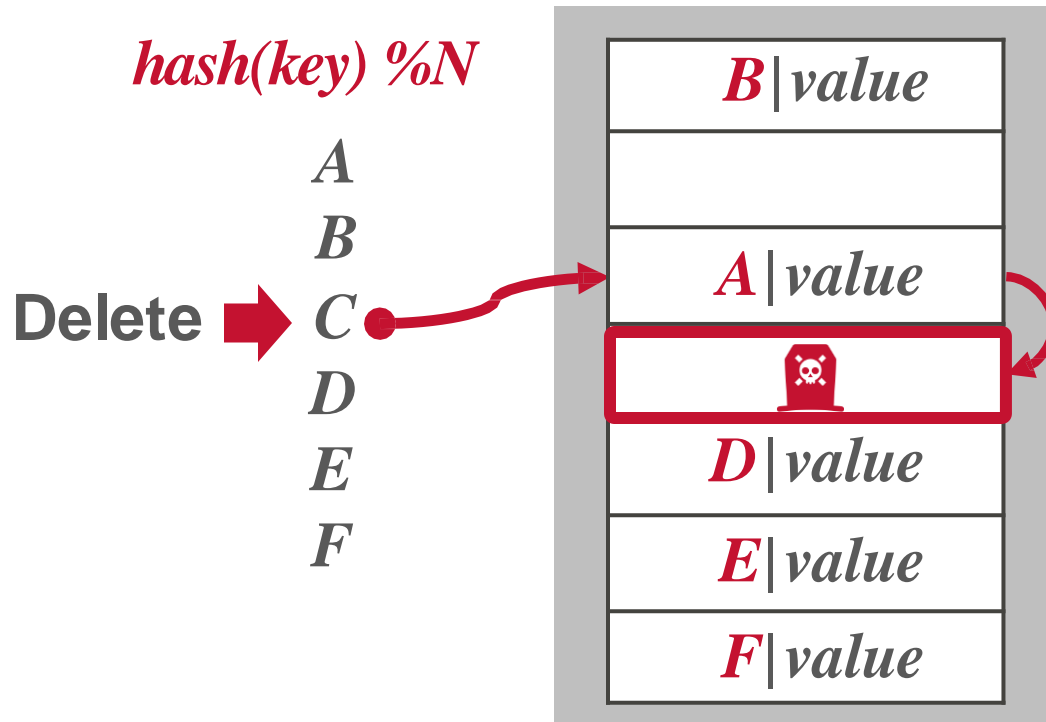 hash(key) %N
A
B
Delete C
D
E
F
B|value
A|value
D|value
E|value
F|value